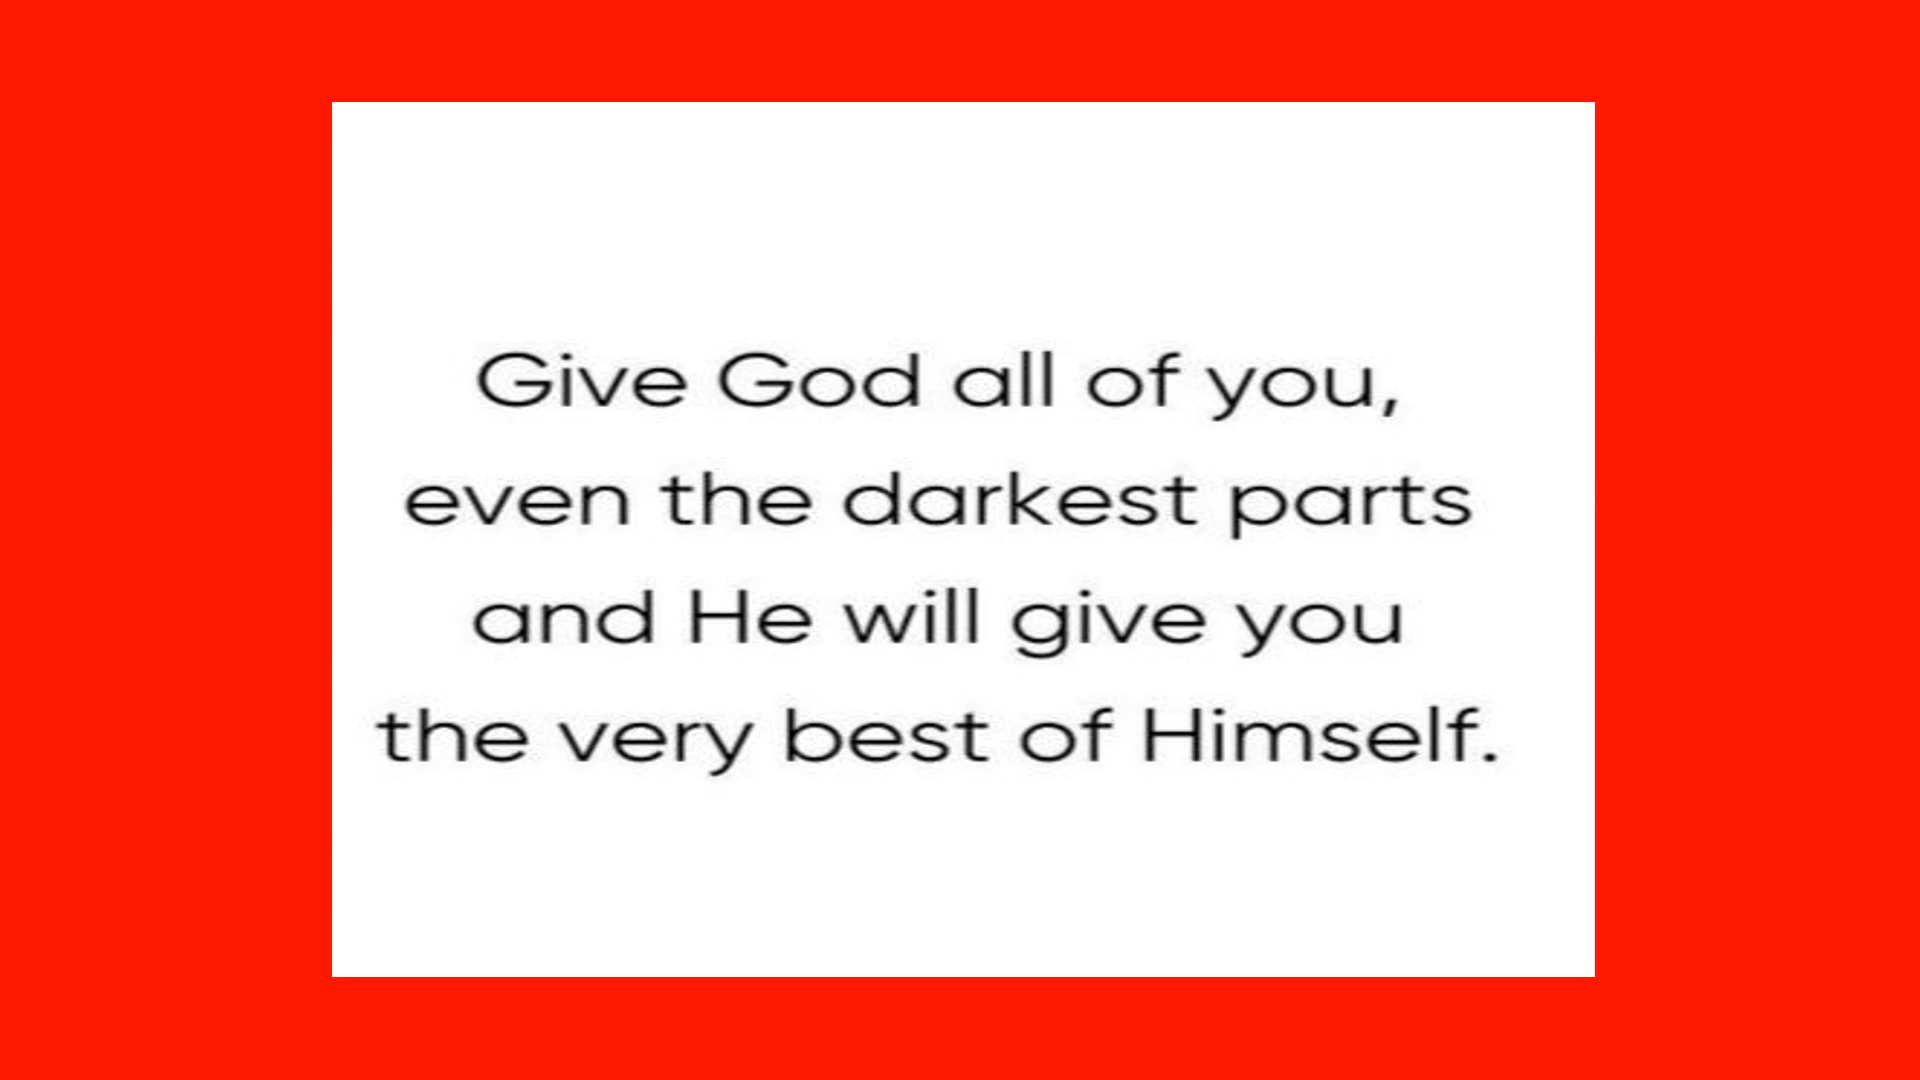 Give God all of you,
even the darkest parts
and He will give you
the very best of Himself.